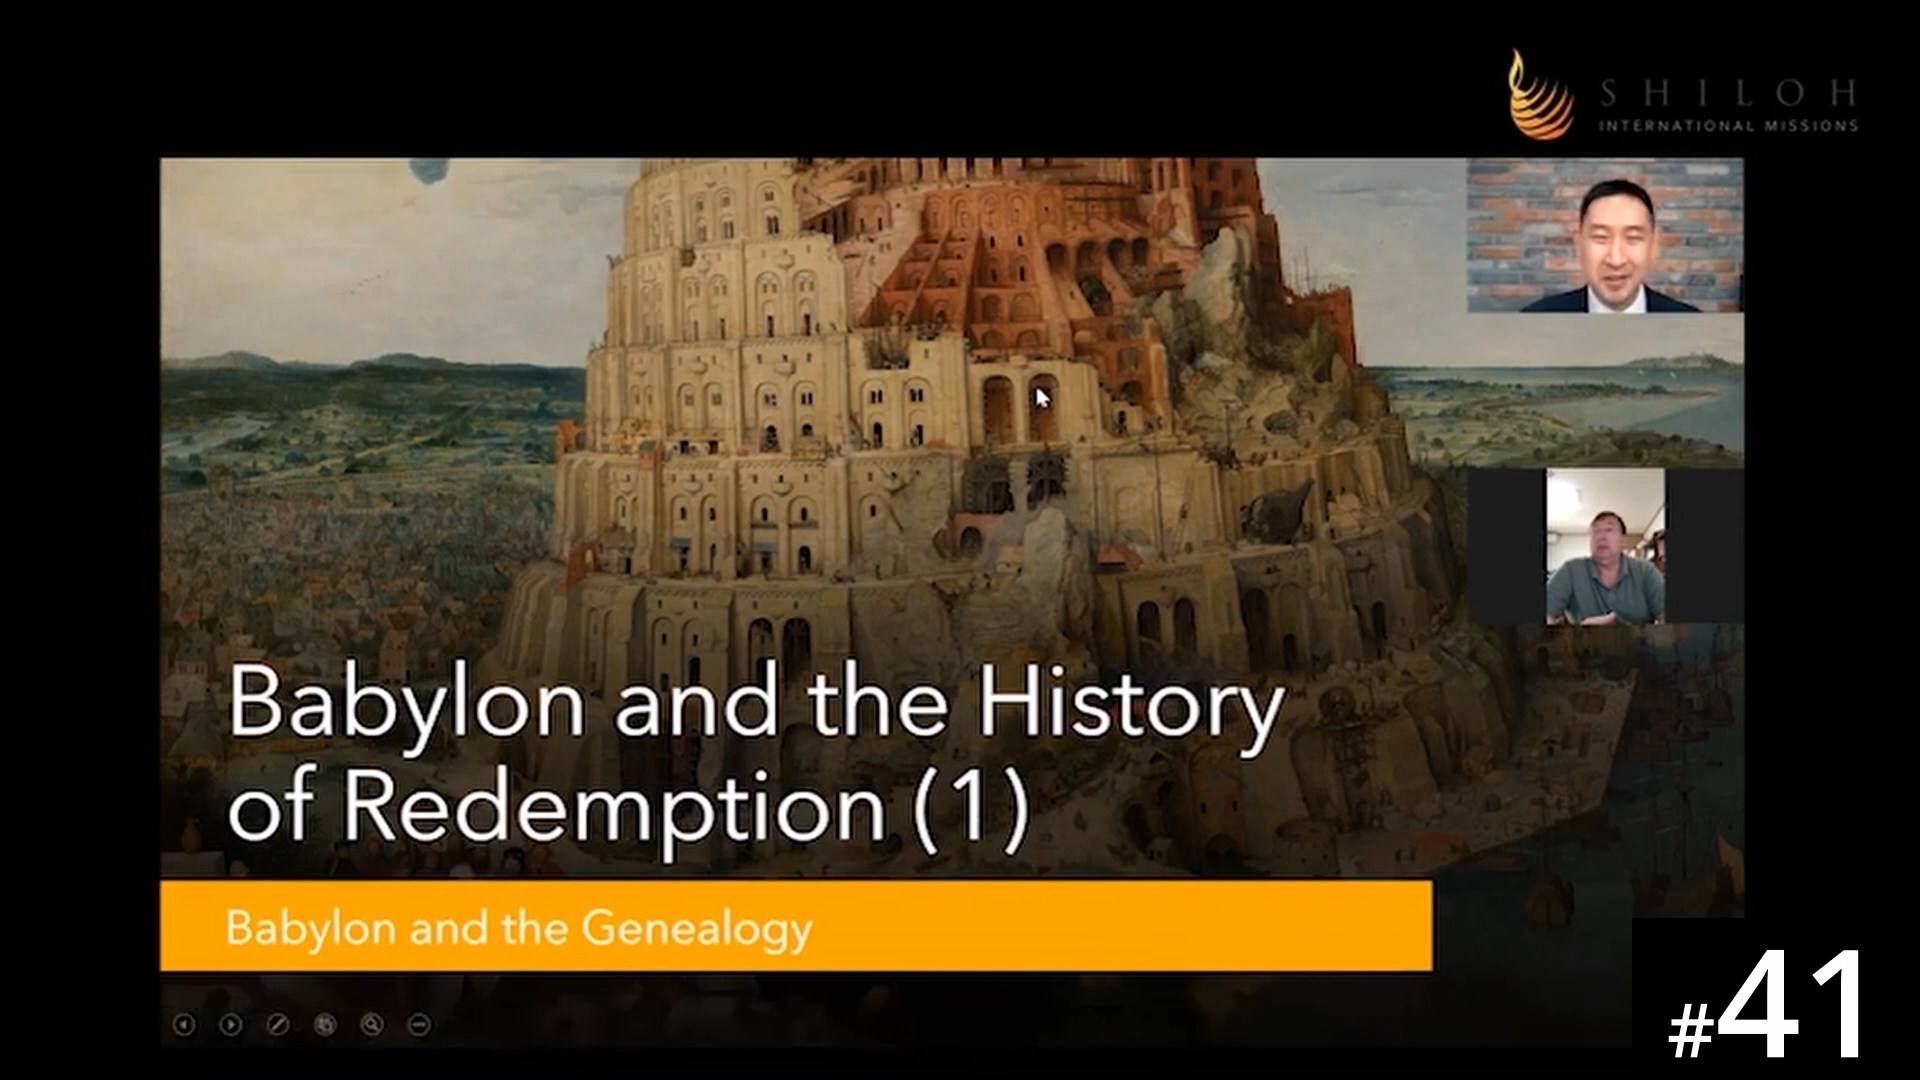 SHILOH
INTERNATIONAL MISSIONS
Babylon and the History
of Redemption (1)
Babylon and the Genealogy
#41